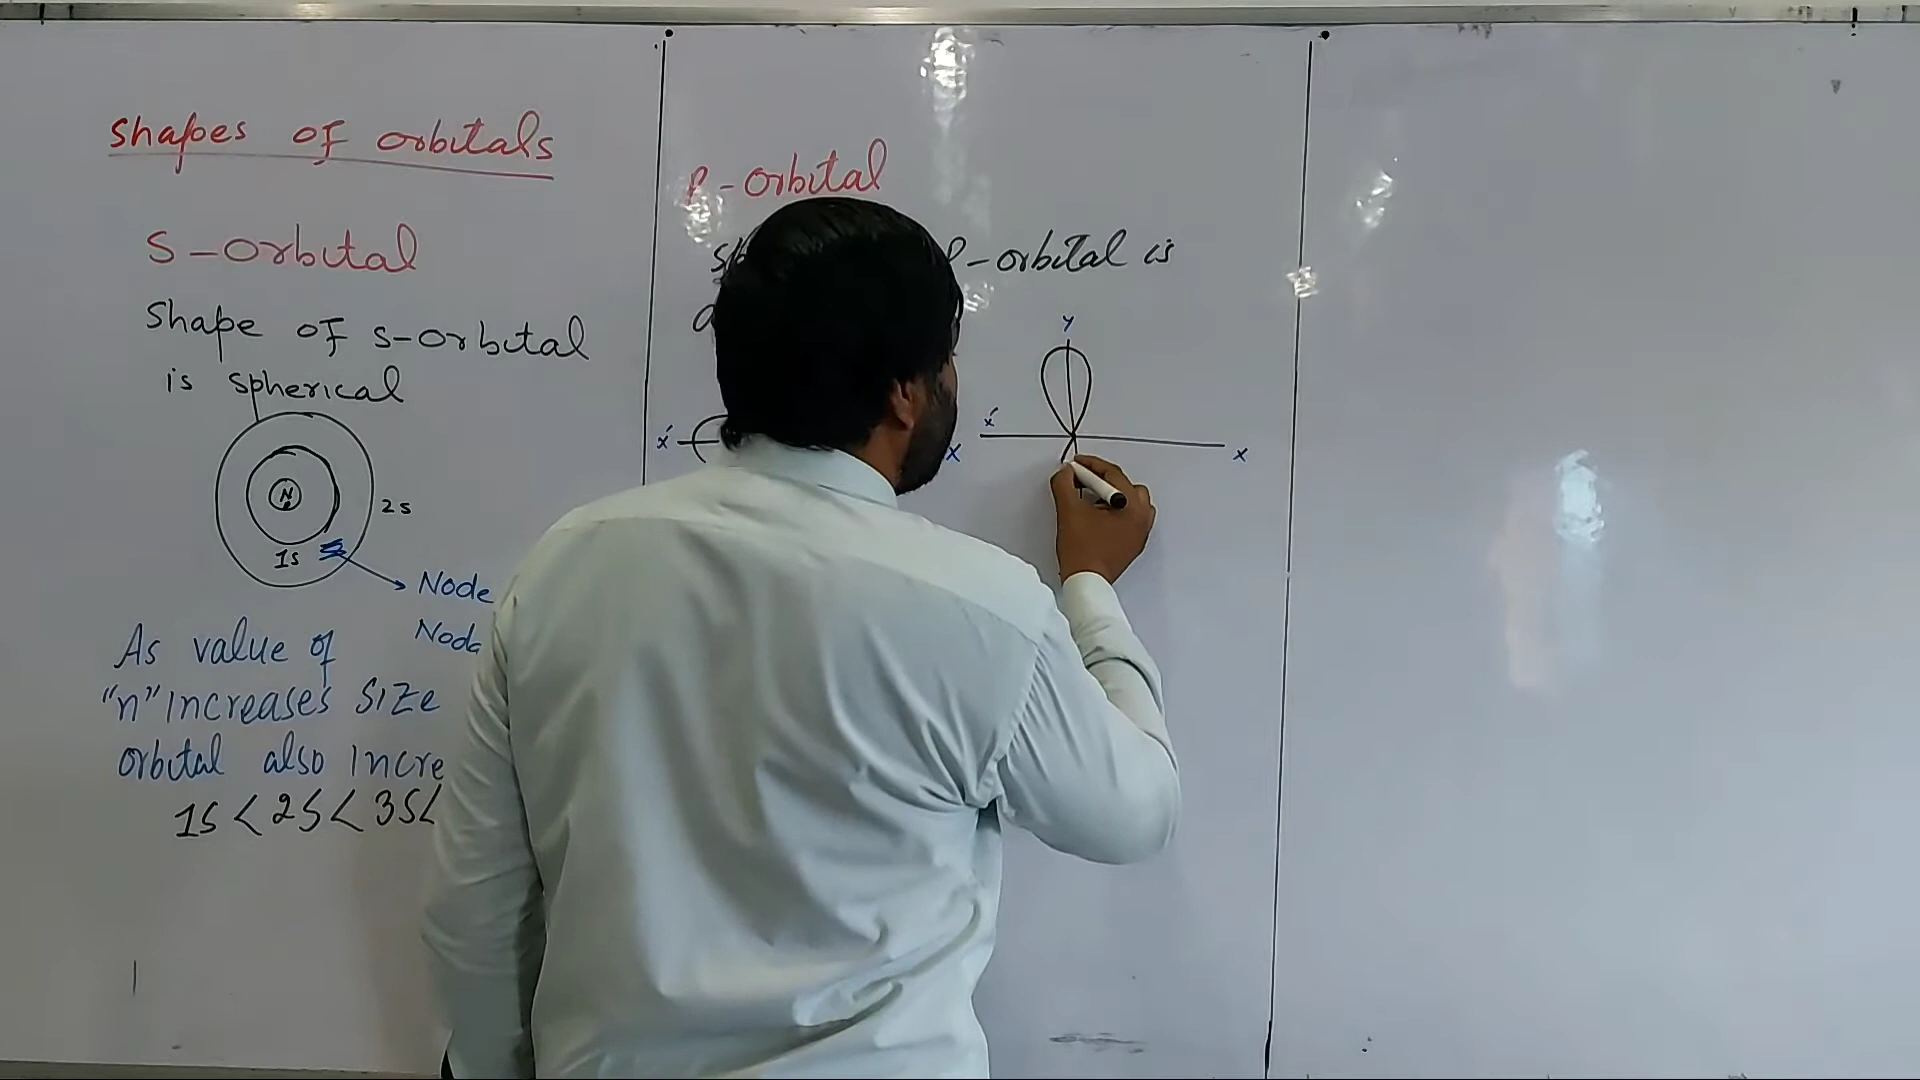 Shapes of orbitals
S-orbital
Shape of s-orbital
is spherical
N
2s
1s
Node
As value of
"n" increases size
orbital also incre
1s < 2s < 3s <
P-orbital
P-orbital is
x'
x
y
x'
x